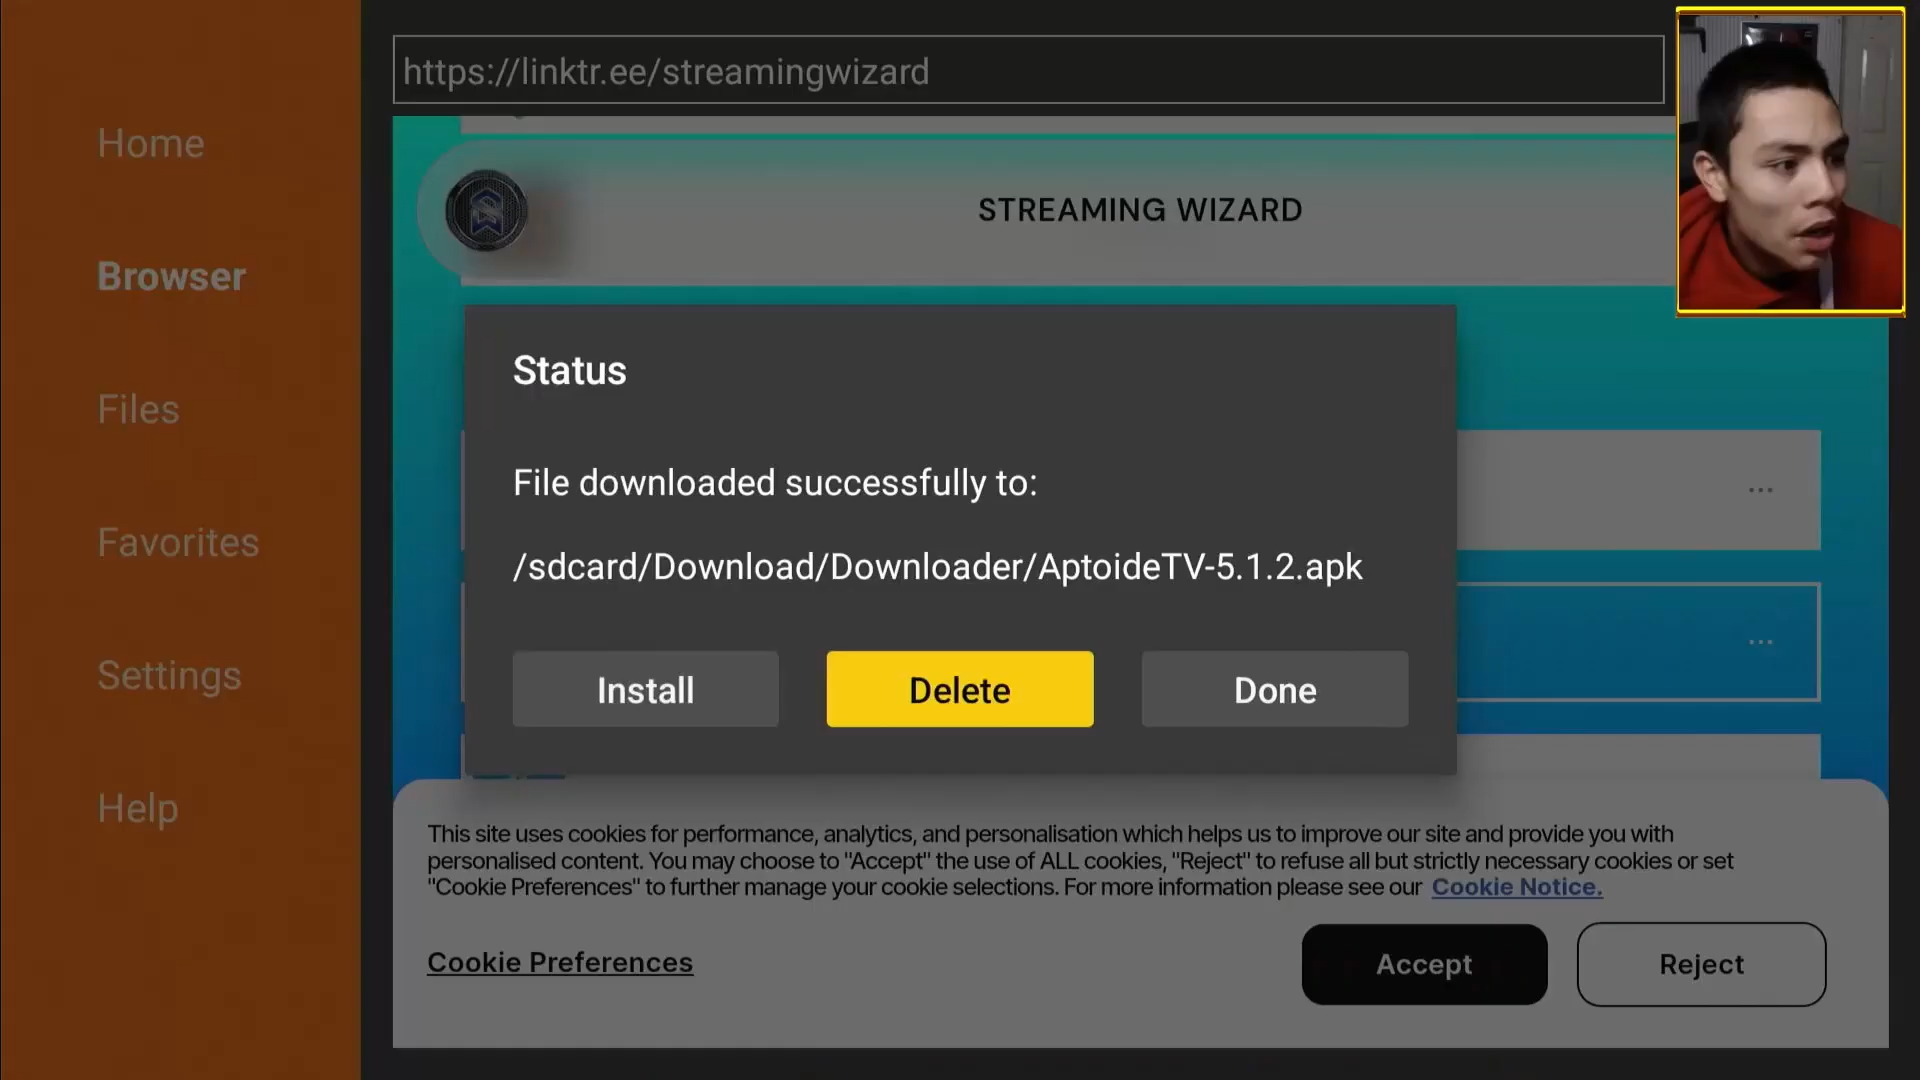 https://linktr.ee/streamingwizard
Home
Browser
Files
Favorites
Settings
Help
STREAMING WIZARD
Status
File downloaded successfully to:
/sdcard/Download/Downloader/AptoideTV-5.1.2.apk
Install
Delete
Done
...
...
This site uses cookies for performance, analytics, and personalisation which helps us to improve our site and provide you with
personalised content. You may choose to "Accept" the use of ALL cookies, "Reject" to refuse all but strictly necessary cookies or set
"Cookie Preferences" to further manage your cookie selections. For more information please see our Cookie Notice.
Cookie Preferences
Accept
Reject